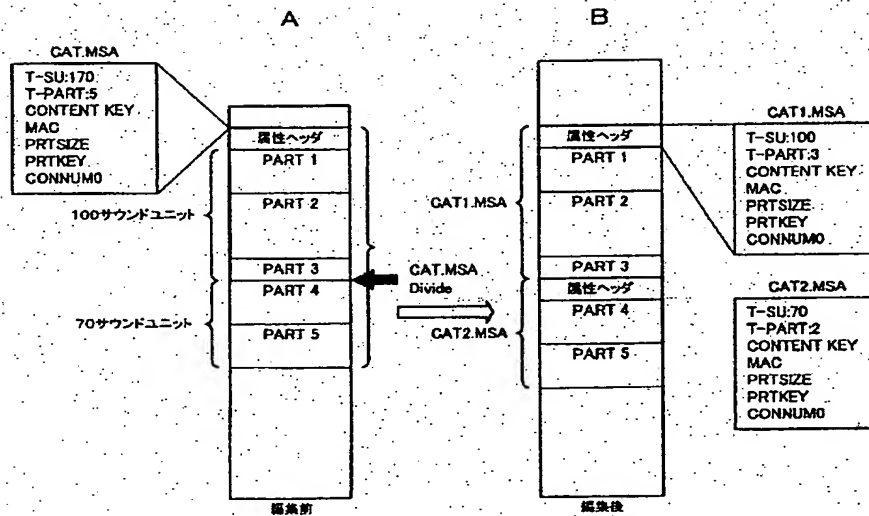 A
CAT.MSA
T-SU:170
T-PART:5
CONTENT KEY
MAC
PRTSIZE
PRTKEY
CONNUM0
属性ヘッダ
PART 1
PART 2
PART 3
PART 4
PART 5
100サウンドユニット
70サウンドユニット
編集前
CAT.MSA
Divide
B
CAT1.MSA
CAT2.MSA
属性ヘッダ
PART 1
PART 2
PART 3
属性ヘッダ
PART 4
PART 5
編集後
CAT1.MSA
T-SU:100
T-PART:3
CONTENT KEY
MAC
PRTSIZE
PRTKEY
CONNUM0
CAT2.MSA
T-SU:70
T-PART:2
CONTENT KEY
MAC
PRTSIZE
PRTKEY
CONNUM0